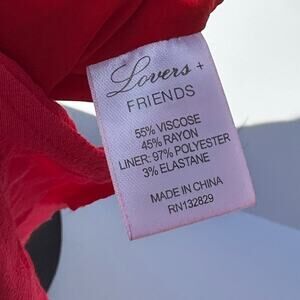 Lovers +
FRIENDS
55% VISCOSE
45% RAYON
LINER: 97% POLYESTER
3% ELASTANE
MADE IN CHINA
RN132829